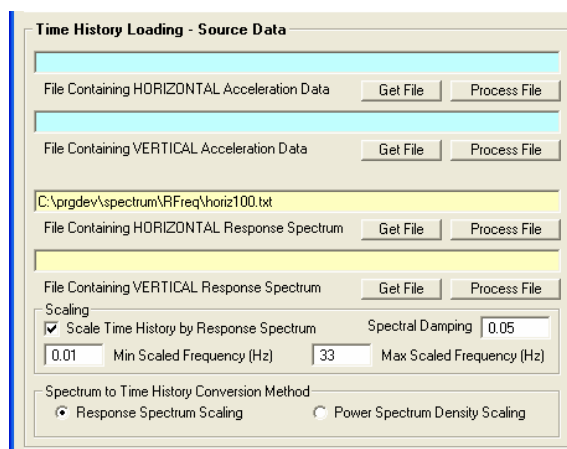 Time History Loading - Source Data
File Containing HORIZONTAL Acceleration Data Get File Process File
File Containing VERTICAL Acceleration Data Get File Process File
C:\prgdev\spectrum\RFreq\horiz100.txt
File Containing HORIZONTAL Response Spectrum Get File Process File
File Containing VERTICAL Response Spectrum Get File Process File
Scaling
Scale Time History by Response Spectrum Spectral Damping 0.05
0.01 Min Scaled Frequency (Hz) 33 Max Scaled Frequency (Hz)
Spectrum to Time History Conversion Method
Response Spectrum Scaling Power Spectrum Density Scaling